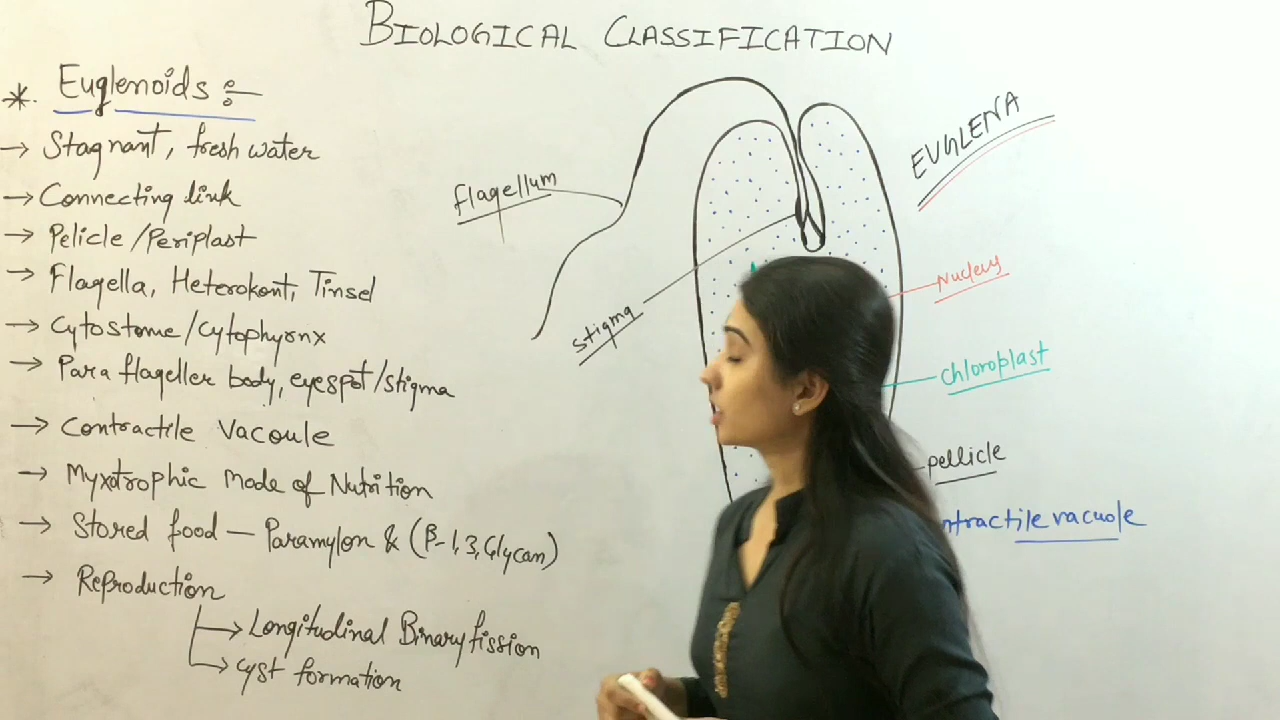 BIOLOGICAL CLASSIFICATION
*. Euglenoids :-
→ Stagnant, fresh water
→ Connecting link
→ Pelicle/Periplast
→ Flagella, Heterokont, Tinsel
→ Cytostome/Cytophyrnx
→ Para flageller body, eyespot/stigma
→ Contractile Vacoule
→ Myxotrophic Mode of Nutrition
→ Stored food — Paramylon & (β-1,3, Glycan)
→ Reproduction
→ Longitudinal Binary fission
→ Cyst formation
EUGLENA
flagellum
stigma
Nucleus
chloroplast
pellicle
ntractile vacuole